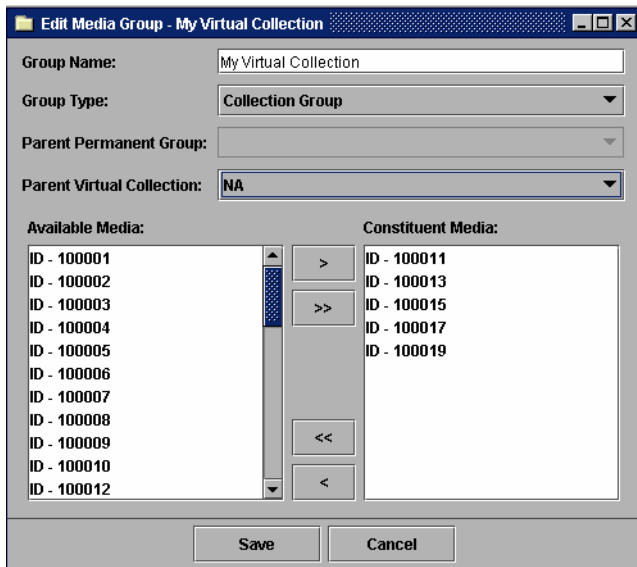 Edit Media Group - My Virtual Collection
Group Name: My Virtual Collection
Group Type: Collection Group
Parent Permanent Group:
Parent Virtual Collection: NA
Available Media:
ID - 100001
ID - 100002
ID - 100003
ID - 100004
ID - 100005
ID - 100006
ID - 100007
ID - 100008
ID - 100009
ID - 100010
ID - 100012
>
>>
<<
<
Constituent Media:
ID - 100011
ID - 100013
ID - 100015
ID - 100017
ID - 100019
Save Cancel